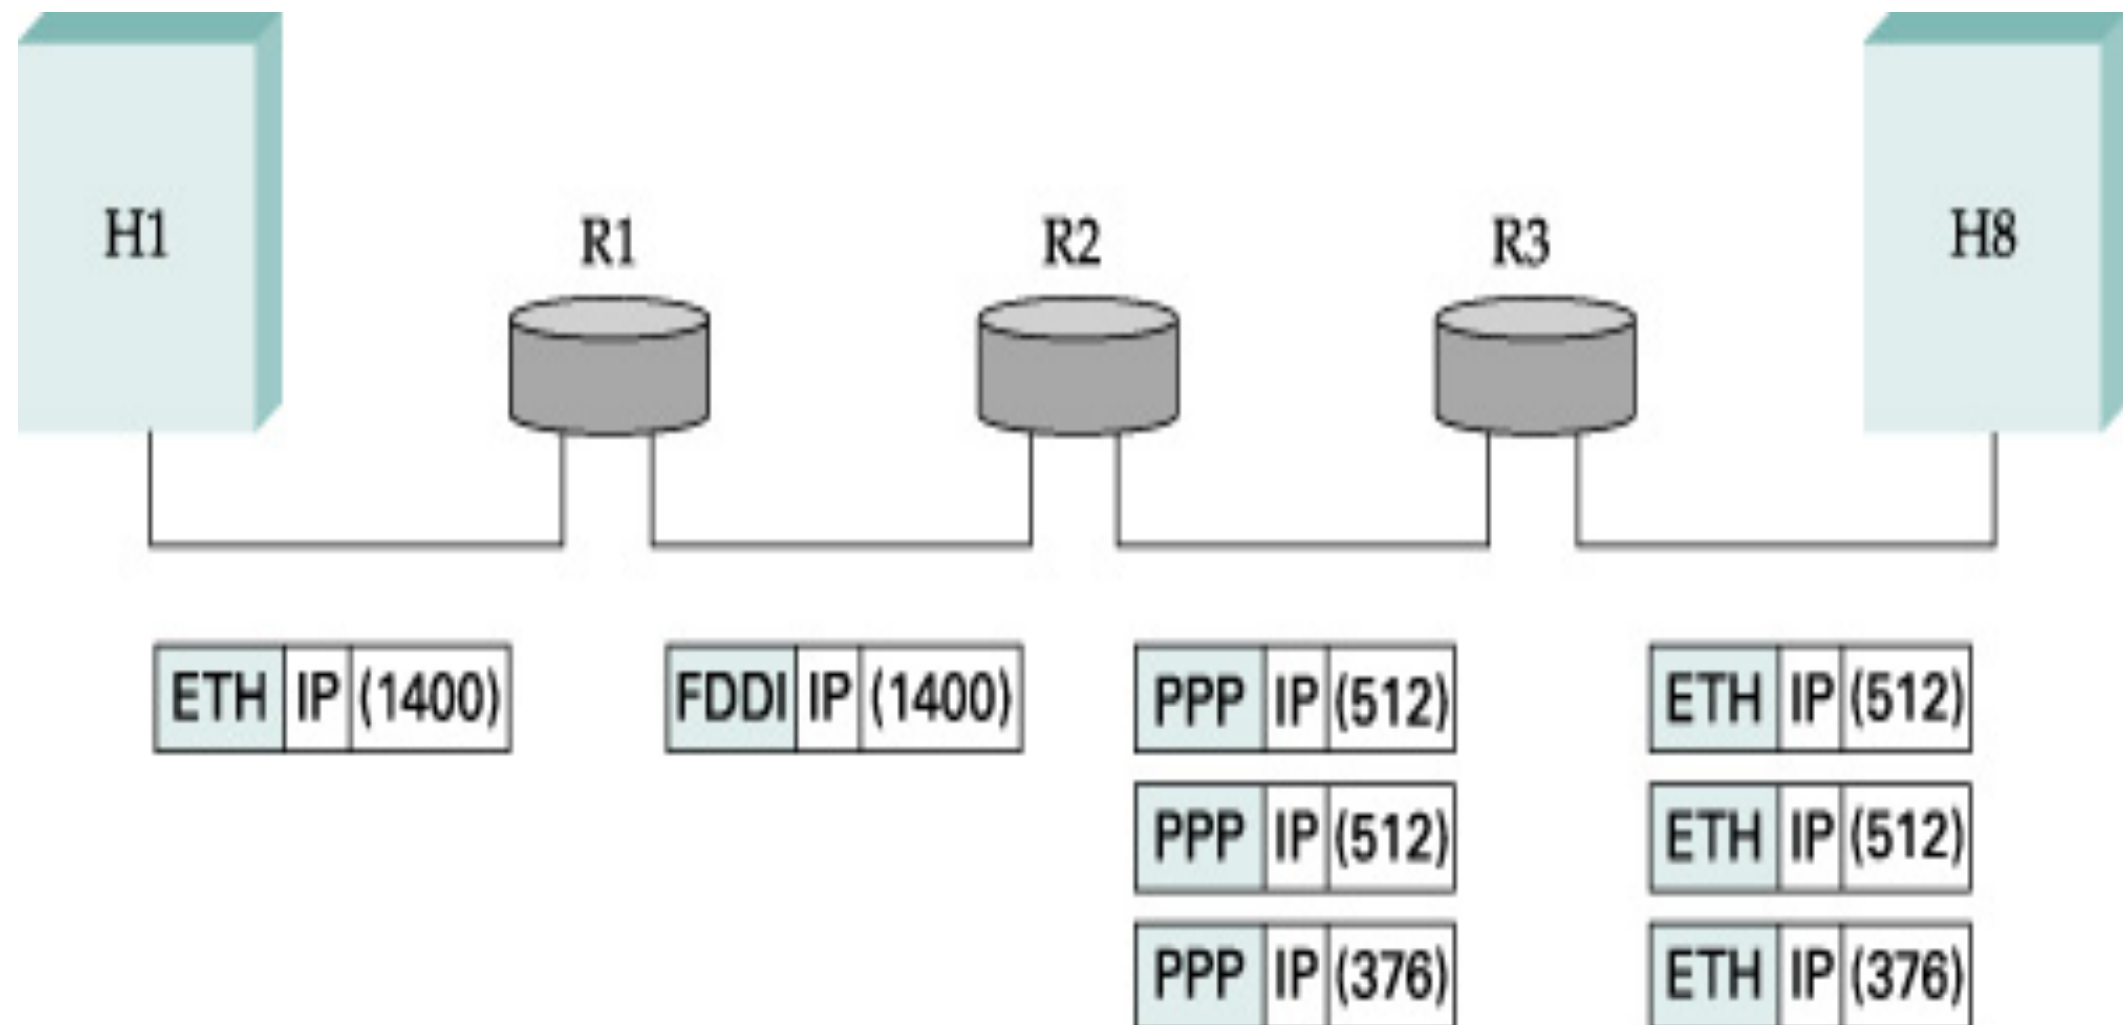 H1 R1 R2 R3 H8
ETH IP (1400) FDDI IP (1400) PPP IP (512) ETH IP (512)
PPP IP (512) ETH IP (512)
PPP IP (376) ETH IP (376)